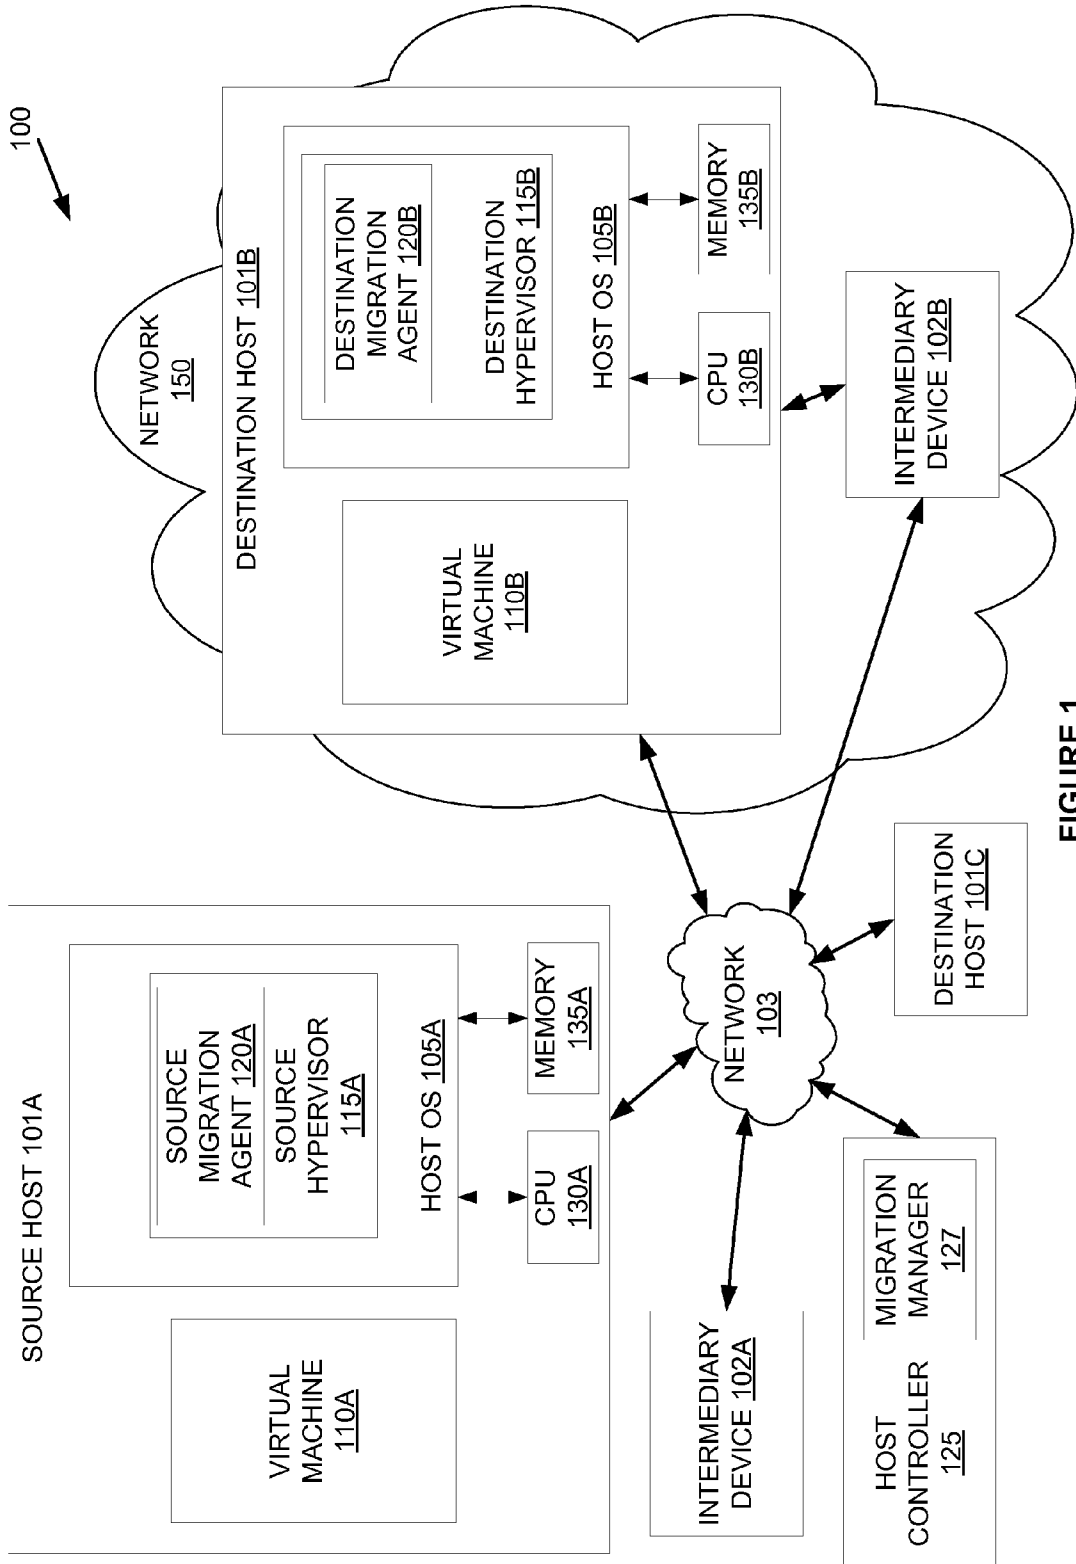 100
SOURCE HOST 101A
VIRTUAL
MACHINE
110A
SOURCE
MIGRATION
AGENT 120A
SOURCE
HYPERVISOR
115A
HOST OS 105A
CPU
130A
MEMORY
135A
NETWORK
150
DESTINATION HOST 101B
VIRTUAL
MACHINE
110B
DESTINATION
MIGRATION
AGENT 120B
DESTINATION
HYPERVISOR 115B
HOST OS 105B
CPU
130B
MEMORY
135B
INTERMEDIARY
DEVICE 102A
NETWORK
103
INTERMEDIARY
DEVICE 102B
HOST
CONTROLLER
125
MIGRATION
MANAGER
127
DESTINATION
HOST 101C
FIGURE 1